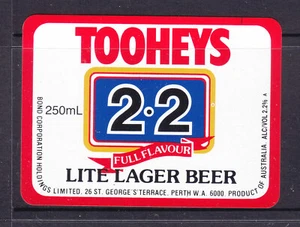 TOOHEYS
250mL
2·2
FULL FLAVOUR
LITE LAGER BEER
BOND CORPORATION HOLDINGS LIMITED. 26 ST. GEORGE'S TERRACE. PERTH W.A. 6000. PRODUCT OF AUSTRALIA ALC/VOL 2.2% A